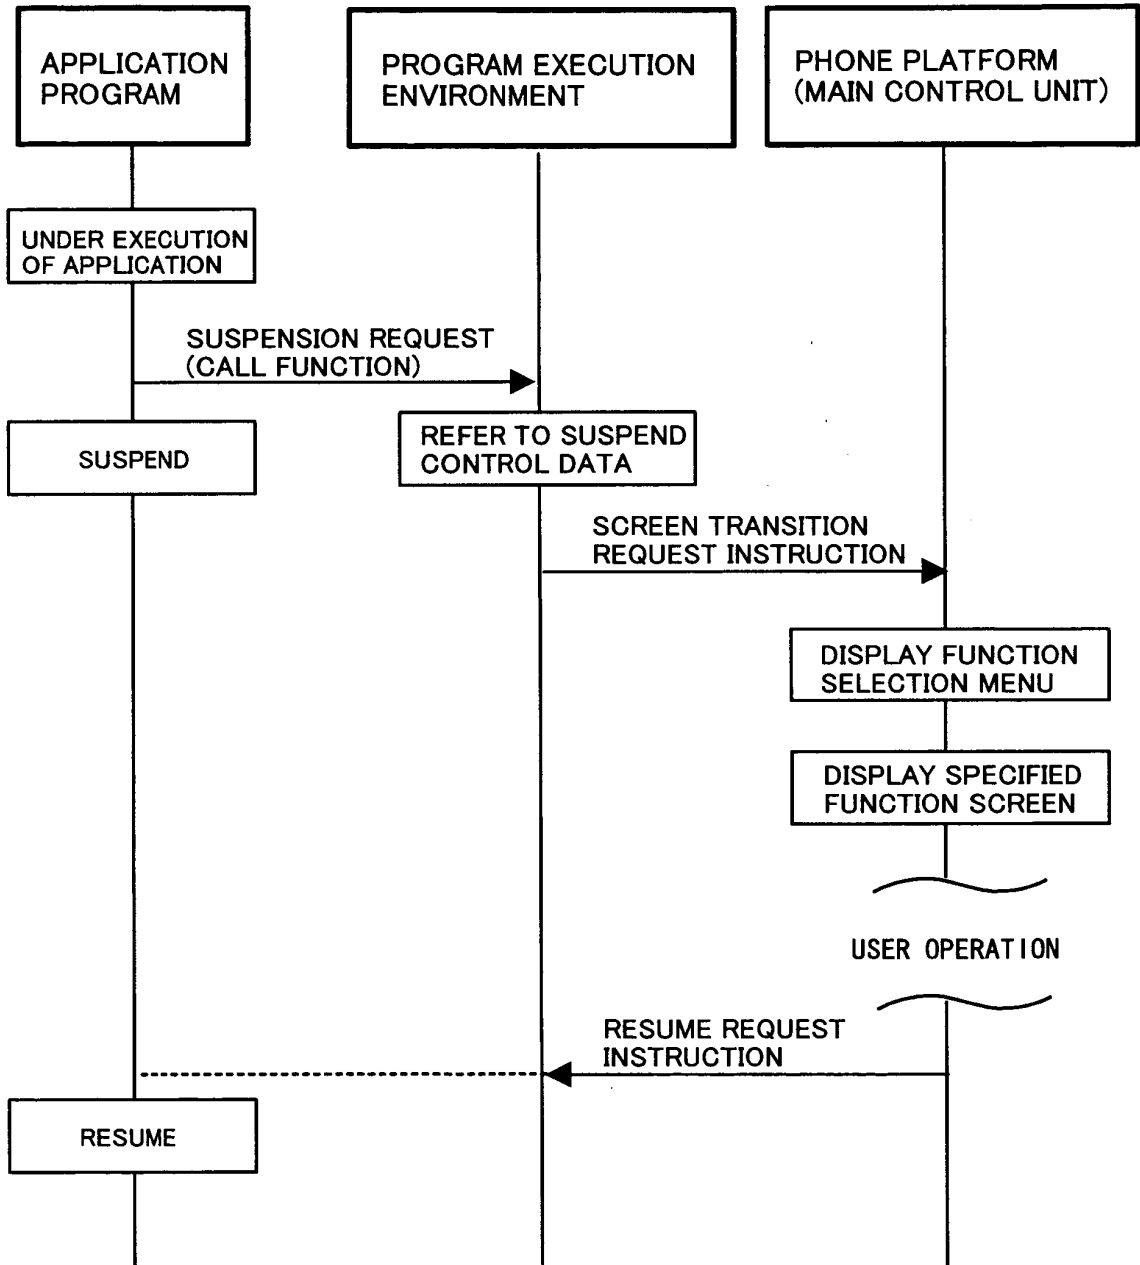 APPLICATION
PROGRAM
PROGRAM EXECUTION
ENVIRONMENT
PHONE PLATFORM
(MAIN CONTROL UNIT)
UNDER EXECUTION
OF APPLICATION
SUSPENSION REQUEST
(CALL FUNCTION)
SUSPEND
REFER TO SUSPEND
CONTROL DATA
SCREEN TRANSITION
REQUEST INSTRUCTION
DISPLAY FUNCTION
SELECTION MENU
DISPLAY SPECIFIED
FUNCTION SCREEN
USER OPERATION
RESUME REQUEST
INSTRUCTION
RESUME